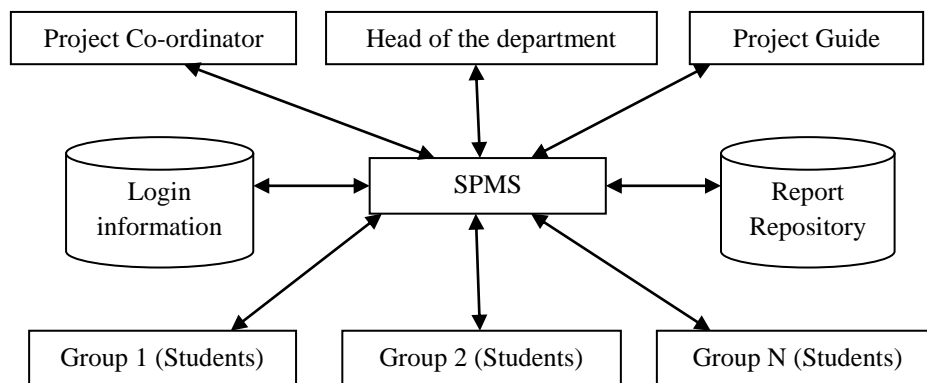 Project Co-ordinator
Head of the department
Project Guide
Login
information
SPMS
Report
Repository
Group 1 (Students)
Group 2 (Students)
Group N (Students)